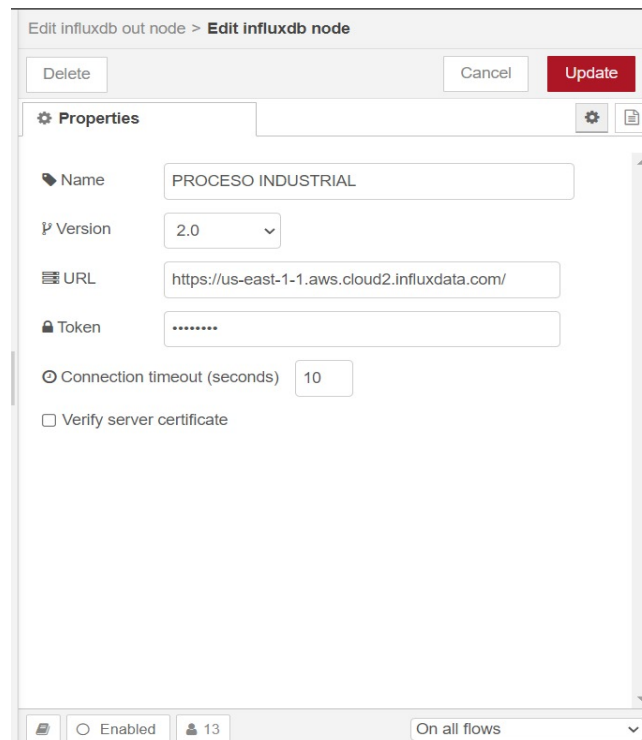 Edit influxdb out node > Edit influxdb node
Delete Cancel Update
Properties
Name PROCESO INDUSTRIAL
Version 2.0
URL https://us-east-1-1.aws.cloud2.influxdata.com/
Token ••••••••
Connection timeout (seconds) 10
Verify server certificate
Enabled 13 On all flows